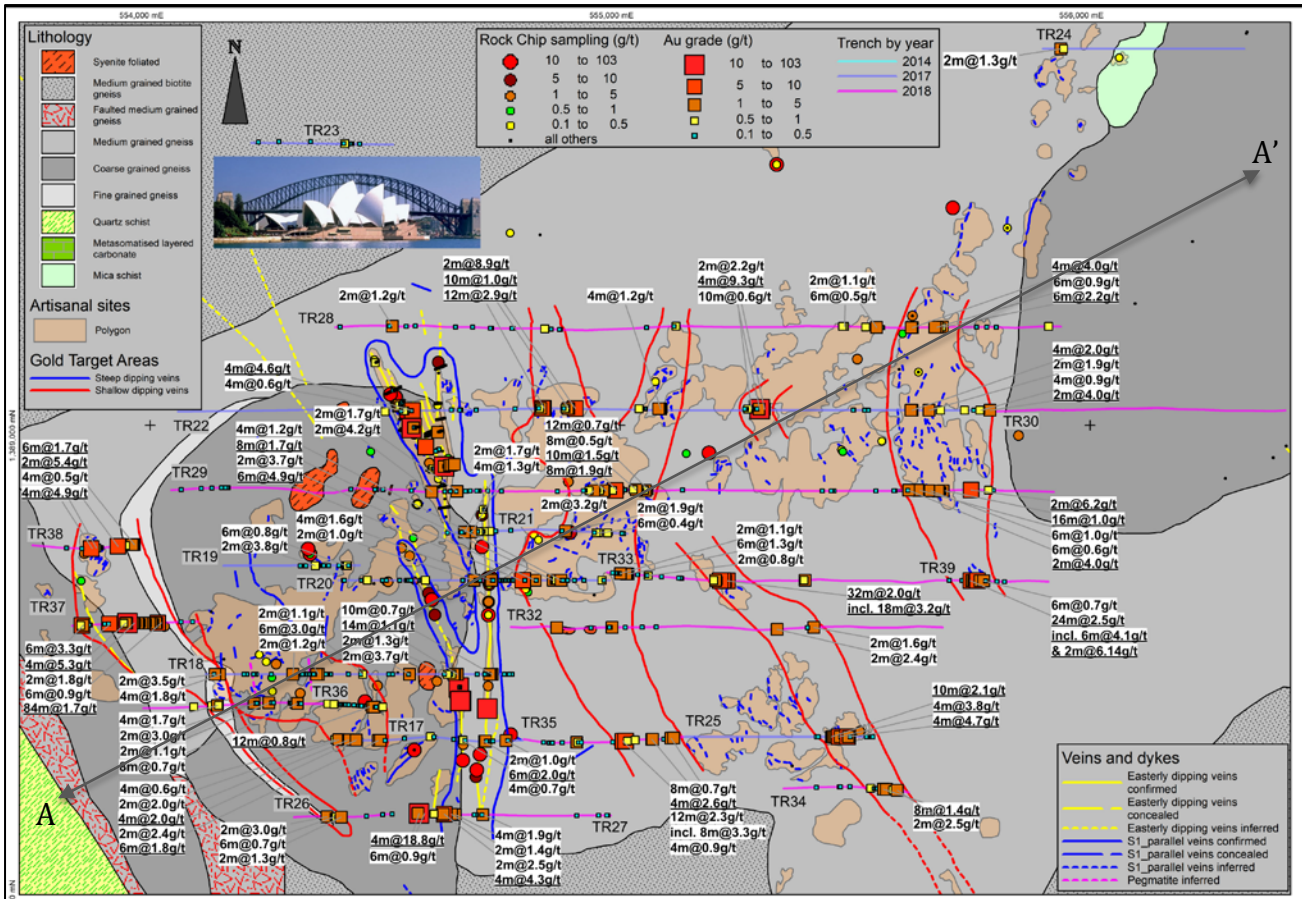 554,000 mE
555,000 mE
556,000 mE
Lithology
Syenite foliated
Medium grained biotite
gneiss
Faulted medium grained
gneiss
Medium grained gneiss
Coarse grained gneiss
Fine grained gneiss
Quartz schist
Metasomatised layered
carbonate
Mica schist
Artisanal sites
Polygon
Gold Target Areas
Steep dipping veins
Shallow dipping veins
N
Rock Chip sampling (g/t)
10 to 103
5 to 10
1 to 5
0.5 to 1
0.1 to 0.5
all others
Au grade (g/t)
10 to 103
5 to 10
1 to 5
0.5 to 1
0.1 to 0.5
Trench by year
2014
2017
2018
TR24
2m@1.3g/t
TR23
A'
2m@8.9g/t
10m@1.0g/t
12m@2.9g/t
2m@1.2g/t
4m@1.2g/t
2m@2.2g/t
4m@9.3g/t
10m@0.6g/t
2m@1.1g/t
6m@0.5g/t
4m@4.0g/t
6m@0.9g/t
6m@2.2g/t
TR28
4m@4.6g/t
4m@0.6g/t
4m@2.0g/t
2m@1.9g/t
4m@0.9g/t
2m@4.0g/t
1,389,000 mN
TR22
2m@1.7g/t
2m@4.2g/t
TR30
4m@1.2g/t
8m@1.7g/t
2m@3.7g/t
6m@4.9g/t
12m@0.7g/t
8m@0.5g/t
10m@1.5g/t
8m@1.9g/t
2m@1.7g/t
4m@1.3g/t
6m@1.7g/t
2m@5.4g/t
4m@0.5g/t
4m@4.9g/t
TR29
2m@3.2g/t
2m@1.9g/t
6m@0.4g/t
2m@6.2g/t
16m@1.0g/t
6m@1.0g/t
6m@0.6g/t
2m@4.0g/t
TR38
4m@1.6g/t
2m@1.0g/t
6m@0.8g/t
2m@3.8g/t
TR21
2m@1.1g/t
6m@1.3g/t
2m@0.8g/t
TR19
TR20
TR33
TR39
32m@2.0g/t
incl. 18m@3.2g/t
TR37
TR32
6m@0.7g/t
24m@2.5g/t
incl. 6m@4.1g/t
& 2m@6.14g/t
2m@1.1g/t
6m@3.0g/t
2m@1.2g/t
10m@0.7g/t
14m@1.1g/t
2m@1.3g/t
2m@3.7g/t
2m@1.6g/t
2m@2.4g/t
6m@3.3g/t
4m@5.3g/t
2m@1.8g/t
6m@0.9g/t
84m@1.7g/t
TR18
2m@3.5g/t
4m@1.8g/t
TR36
10m@2.1g/t
4m@3.8g/t
4m@4.7g/t
4m@1.7g/t
2m@3.0g/t
2m@1.1g/t
8m@0.7g/t
TR17
12m@0.8g/t
TR35
TR25
2m@1.0g/t
6m@2.0g/t
4m@0.7g/t
4m@0.6g/t
2m@2.0g/t
4m@2.0g/t
2m@2.4g/t
6m@1.8g/t
A
8m@0.7g/t
4m@2.6g/t
12m@2.3g/t
incl. 8m@3.3g/t
4m@0.9g/t
TR34
8m@1.4g/t
2m@2.5g/t
TR26
TR27
2m@3.0g/t
6m@0.7g/t
2m@1.3g/t
4m@18.8g/t
6m@0.9g/t
4m@1.9g/t
2m@1.4g/t
2m@2.5g/t
4m@4.3g/t
Veins and dykes
Easterly dipping veins
confirmed
Easterly dipping veins
concealed
Easterly dipping veins inferred
S1_parallel veins confirmed
S1_parallel veins concealed
S1_parallel veins inferred
Pegmatite inferred